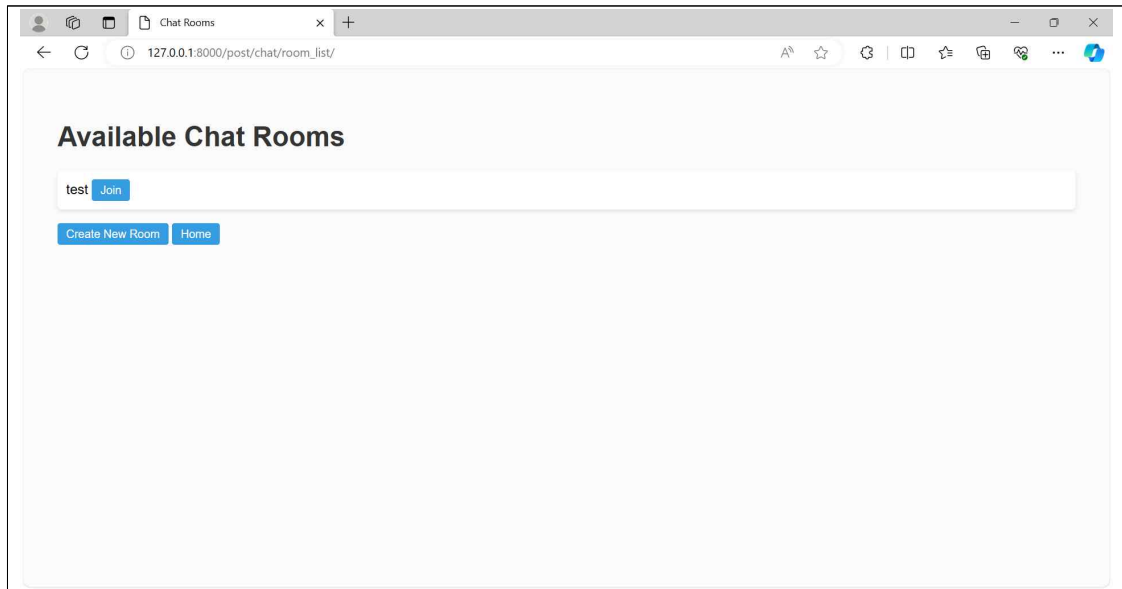 Chat Rooms
127.0.0.1:8000/post/chat/room_list/
Available Chat Rooms
test Join
Create New Room Home